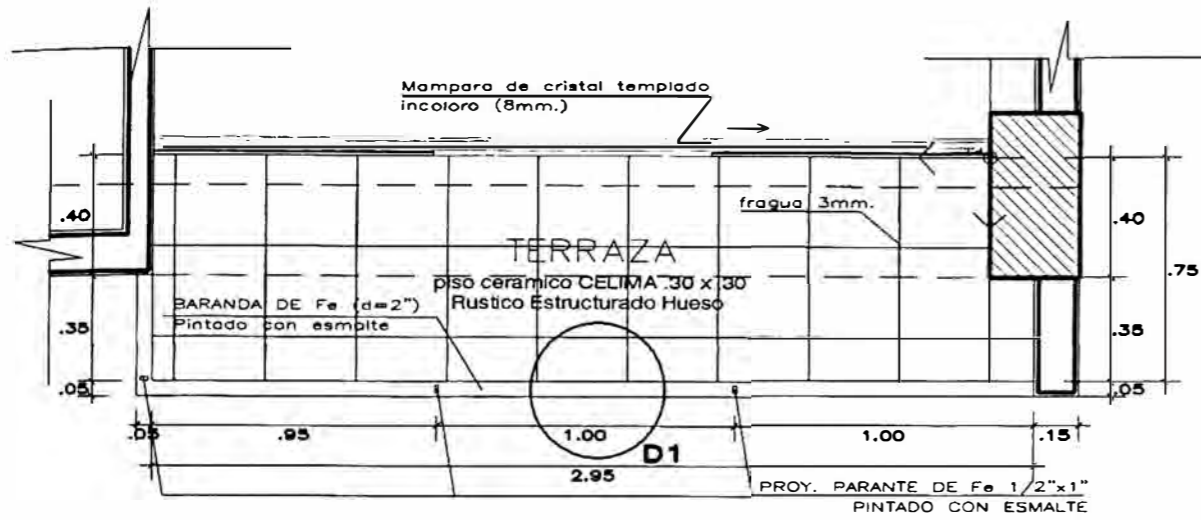 Mampara de cristal templado
incoloro (8mm.)
.40
fragua 3mm.
.40
TERRAZA
.75
piso ceramico CELIMA .30 x .30
Rustico Estructurado Hueso
BARANDA DE Fe (d=2")
Pintado con esmalte
.35
.35
.05
.05
.05
.95
1.00
1.00
.15
D1
2.95
PROY. PARANTE DE Fe 1/2"x1"
PINTADO CON ESMALTE